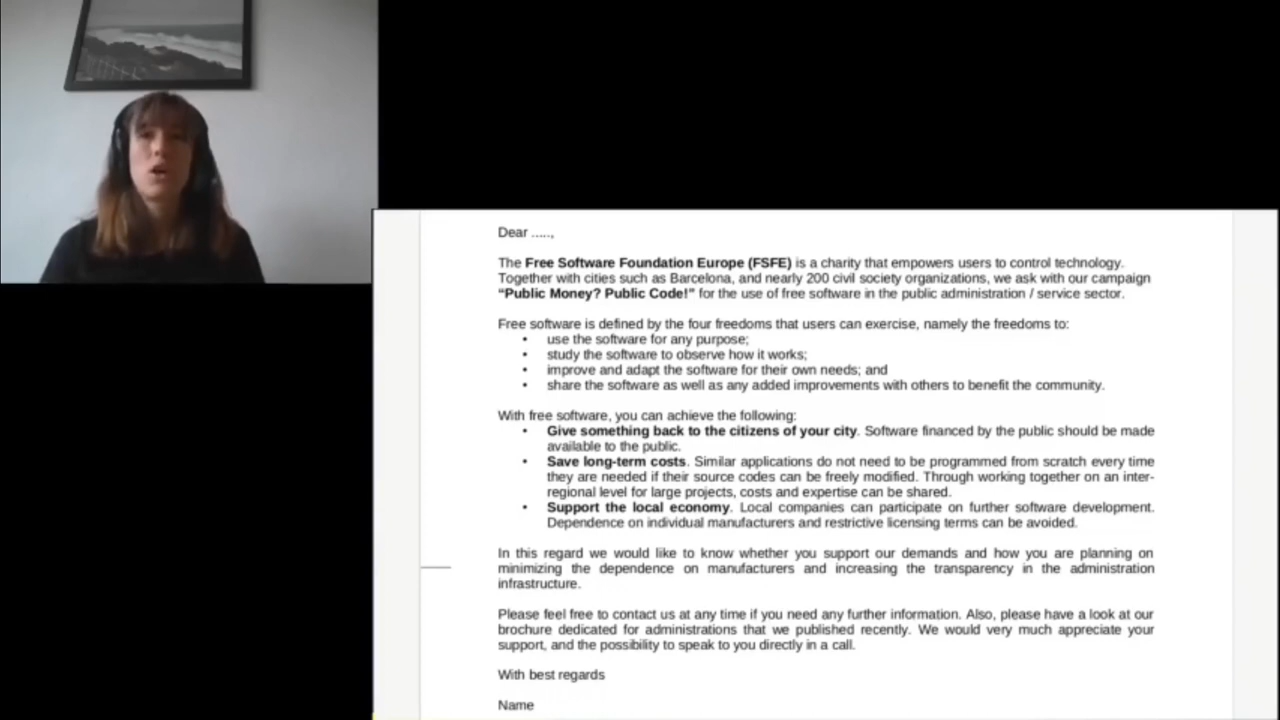 Dear .....,
The Free Software Foundation Europe (FSFE) is a charity that empowers users to control technology.
Together with cities such as Barcelona, and nearly 200 civil society organizations, we ask with our campaign
"Public Money? Public Code!" for the use of free software in the public administration / service sector.
Free software is defined by the four freedoms that users can exercise, namely the freedoms to:
• use the software for any purpose;
• study the software to observe how it works;
• improve and adapt the software for their own needs; and
• share the software as well as any added improvements with others to benefit the community.
With free software, you can achieve the following:
• Give something back to the citizens of your city. Software financed by the public should be made
available to the public.
• Save long-term costs. Similar applications do not need to be programmed from scratch every time
they are needed if their source codes can be freely modified. Through working together on an inter-
regional level for large projects, costs and expertise can be shared.
• Support the local economy. Local companies can participate on further software development.
Dependence on individual manufacturers and restrictive licensing terms can be avoided.
In this regard we would like to know whether you support our demands and how you are planning on
minimizing the dependence on manufacturers and increasing the transparency in the administration
infrastructure.
Please feel free to contact us at any time if you need any further information. Also, please have a look at our
brochure dedicated for administrations that we published recently. We would very much appreciate your
support, and the possibility to speak to you directly in a call.
With best regards
Name